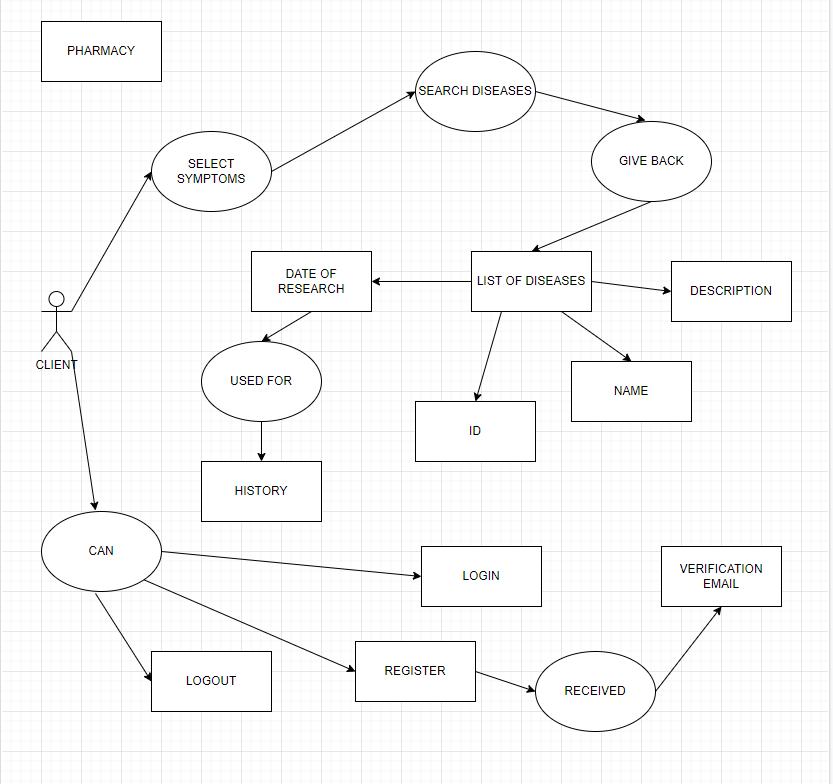 PHARMACY
SEARCH DISEASES
SELECT
SYMPTOMS
GIVE BACK
DATE OF
RESEARCH
LIST OF DISEASES
DESCRIPTION
CLIENT
USED FOR
NAME
ID
HISTORY
CAN
LOGIN
VERIFICATION
EMAIL
LOGOUT
REGISTER
RECEIVED